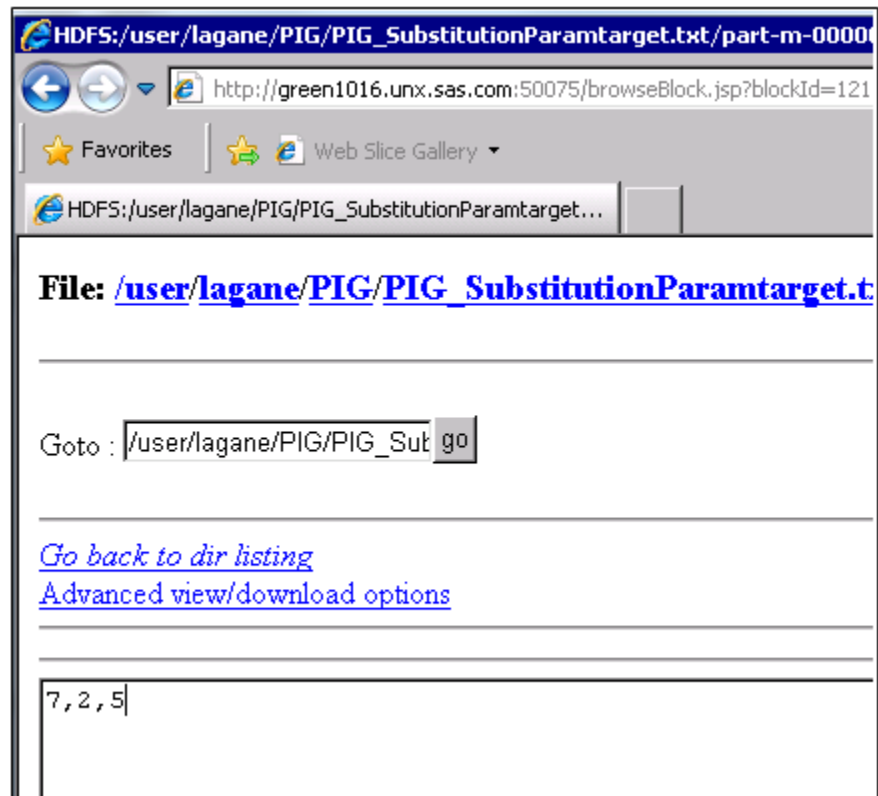 HDFS:/user/lagane/PIG/PIG_SubstitutionParamtarget.txt/part-m-0000
http://green1016.unx.sas.com:50075/browseBlock.jsp?blockId=121
Favorites Web Slice Gallery
HDFS:/user/lagane/PIG/PIG_SubstitutionParamtarget...
File: /user/lagane/PIG/PIG_SubstitutionParamtarget.t
Goto : /user/lagane/PIG/PIG_Sub go
Go back to dir listing
Advanced view/download options
7,2,5